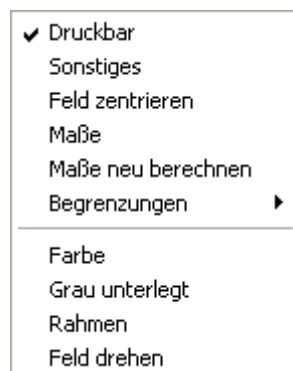 Druckbar
Sonstiges
Feld zentrieren
Maße
Maße neu berechnen
Begrenzungen
Farbe
Grau unterlegt
Rahmen
Feld drehen